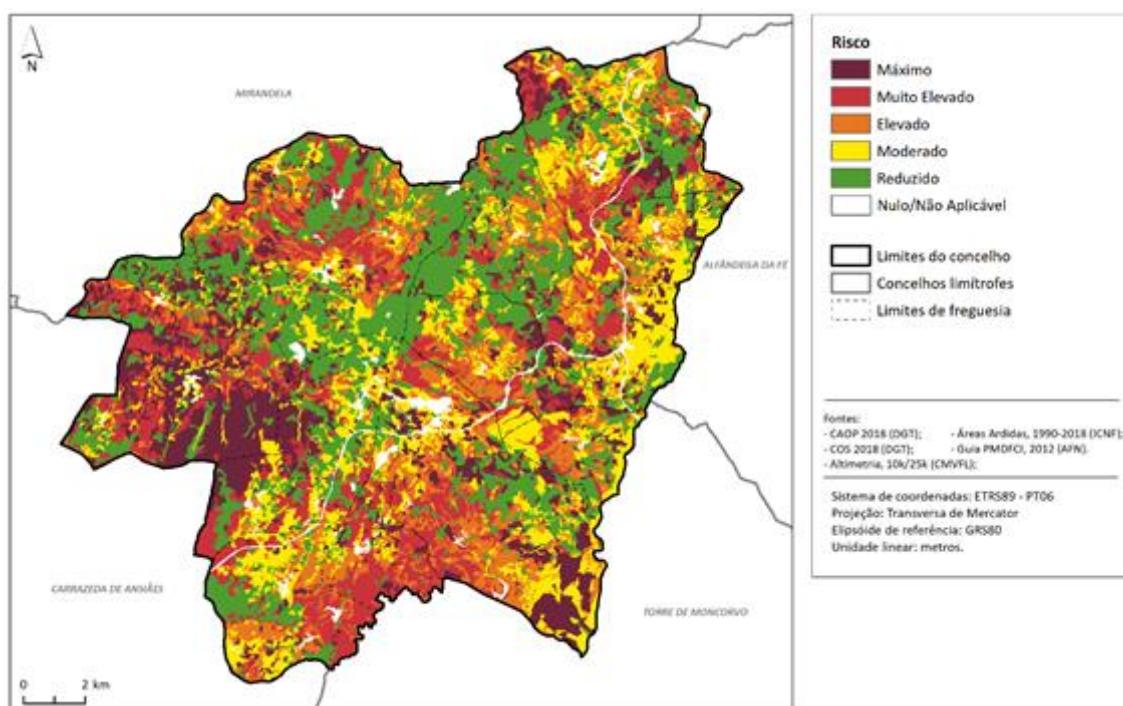 N
MIRANDELA
ALFÂNDEGA DA FÉ
CARRAZEDA DE ANSIÃES
TORRE DE MONCORVO
0 2 km
Risco
Máximo
Muito Elevado
Elevado
Moderado
Reduzido
Nulo/Não Aplicável
Limites do concelho
Concelhos limítrofes
Limites de freguesia
Fontes:
- CAOP 2018 (DGT); - Áreas Ardidas, 1990-2018 (ICNF);
- COS 2018 (DGT); - Guia PMDFCI, 2012 (AFN).
- Altimetria, 10k/25k (CMVFL);
Sistema de coordenadas: ETRS89 - PT06
Projeção: Transversa de Mercator
Elipsóide de referência: GRS80
Unidade linear: metros.